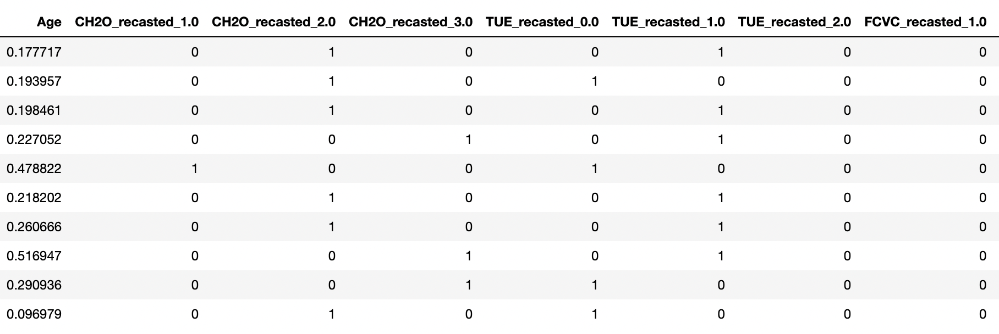 Age CH2O_recasted_1.0 CH2O_recasted_2.0 CH2O_recasted_3.0 TUE_recasted_0.0 TUE_recasted_1.0 TUE_recasted_2.0 FCVC_recasted_1.0
0.177717 0 1 0 0 1 0 0
0.193957 0 1 0 1 0 0 0
0.198461 0 1 0 0 1 0 0
0.227052 0 0 1 0 1 0 0
0.478822 1 0 0 1 0 0 0
0.218202 0 1 0 0 1 0 0
0.260666 0 1 0 0 1 0 0
0.516947 0 0 1 0 1 0 0
0.290936 0 0 1 1 0 0 0
0.096979 0 1 0 1 0 0 0